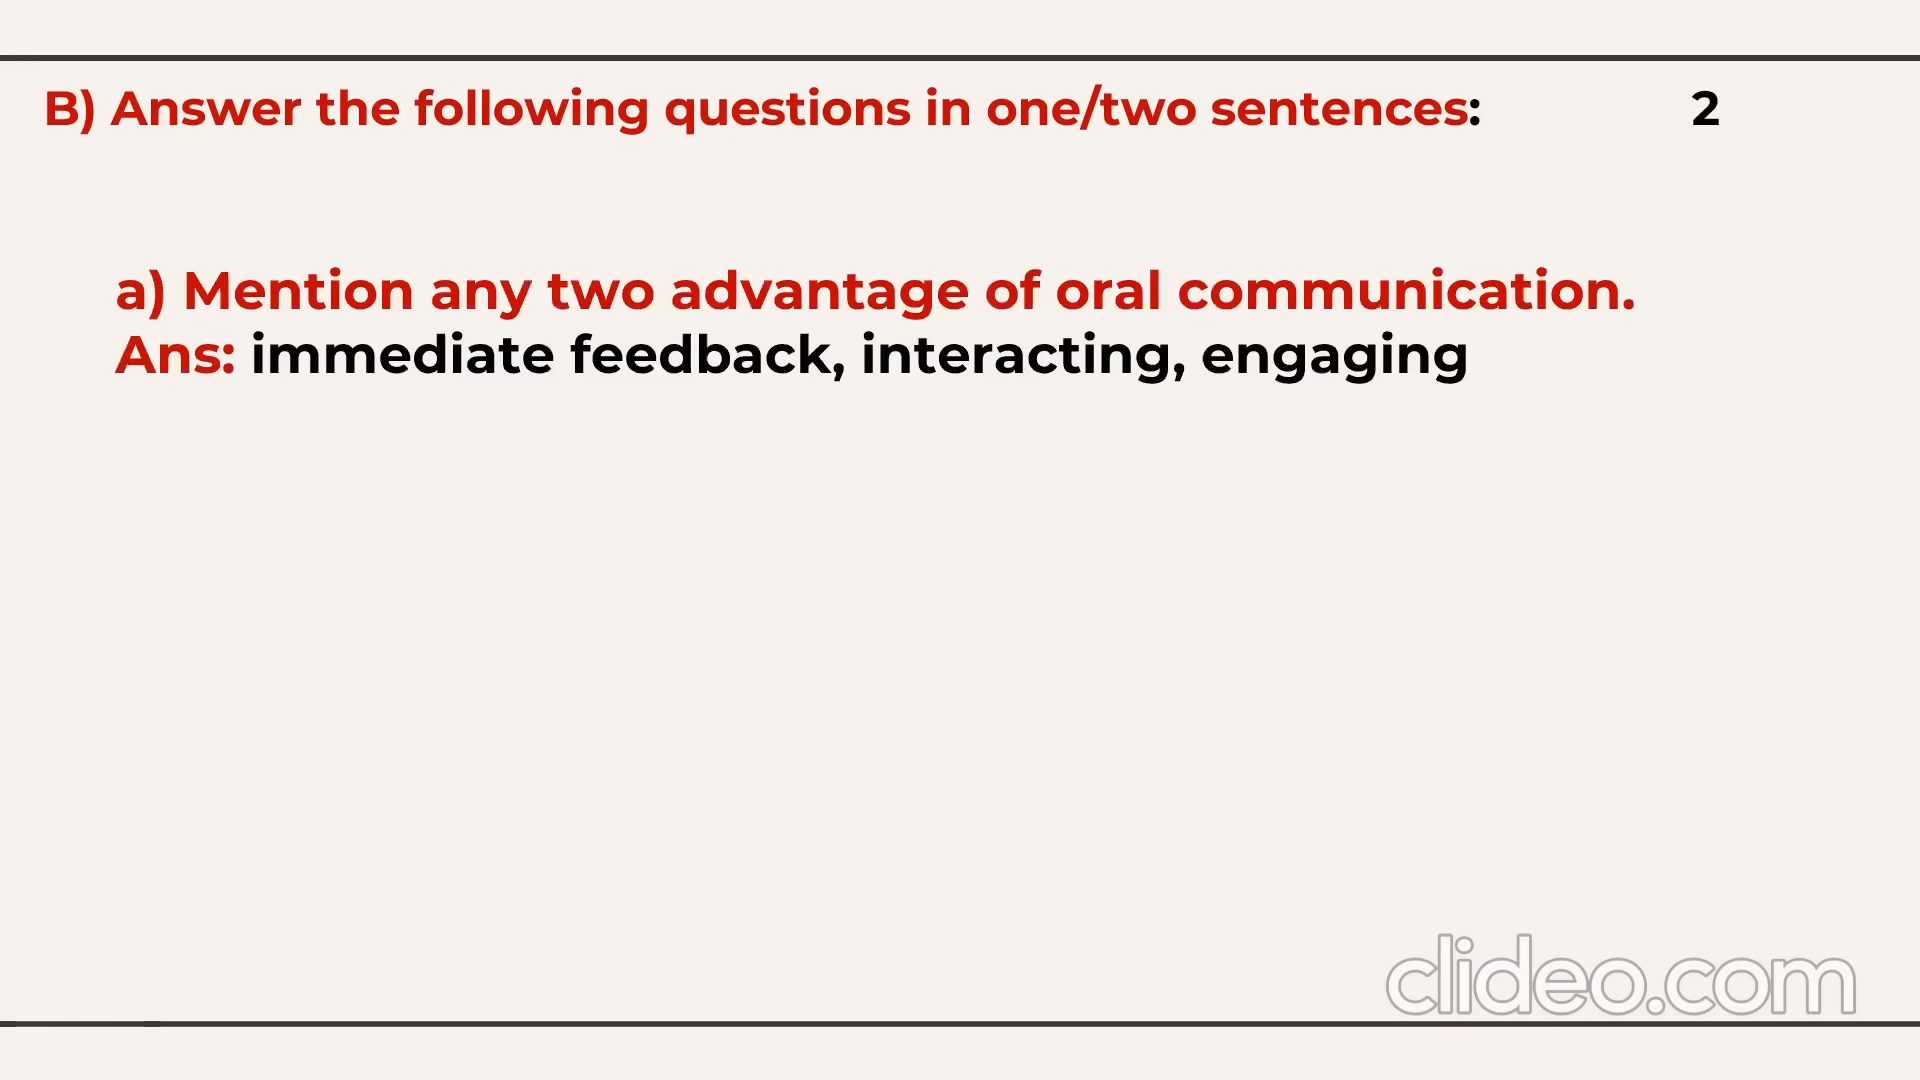 B) Answer the following questions in one/two sentences: 2
a) Mention any two advantage of oral communication.
Ans: immediate feedback, interacting, engaging
clideo.com